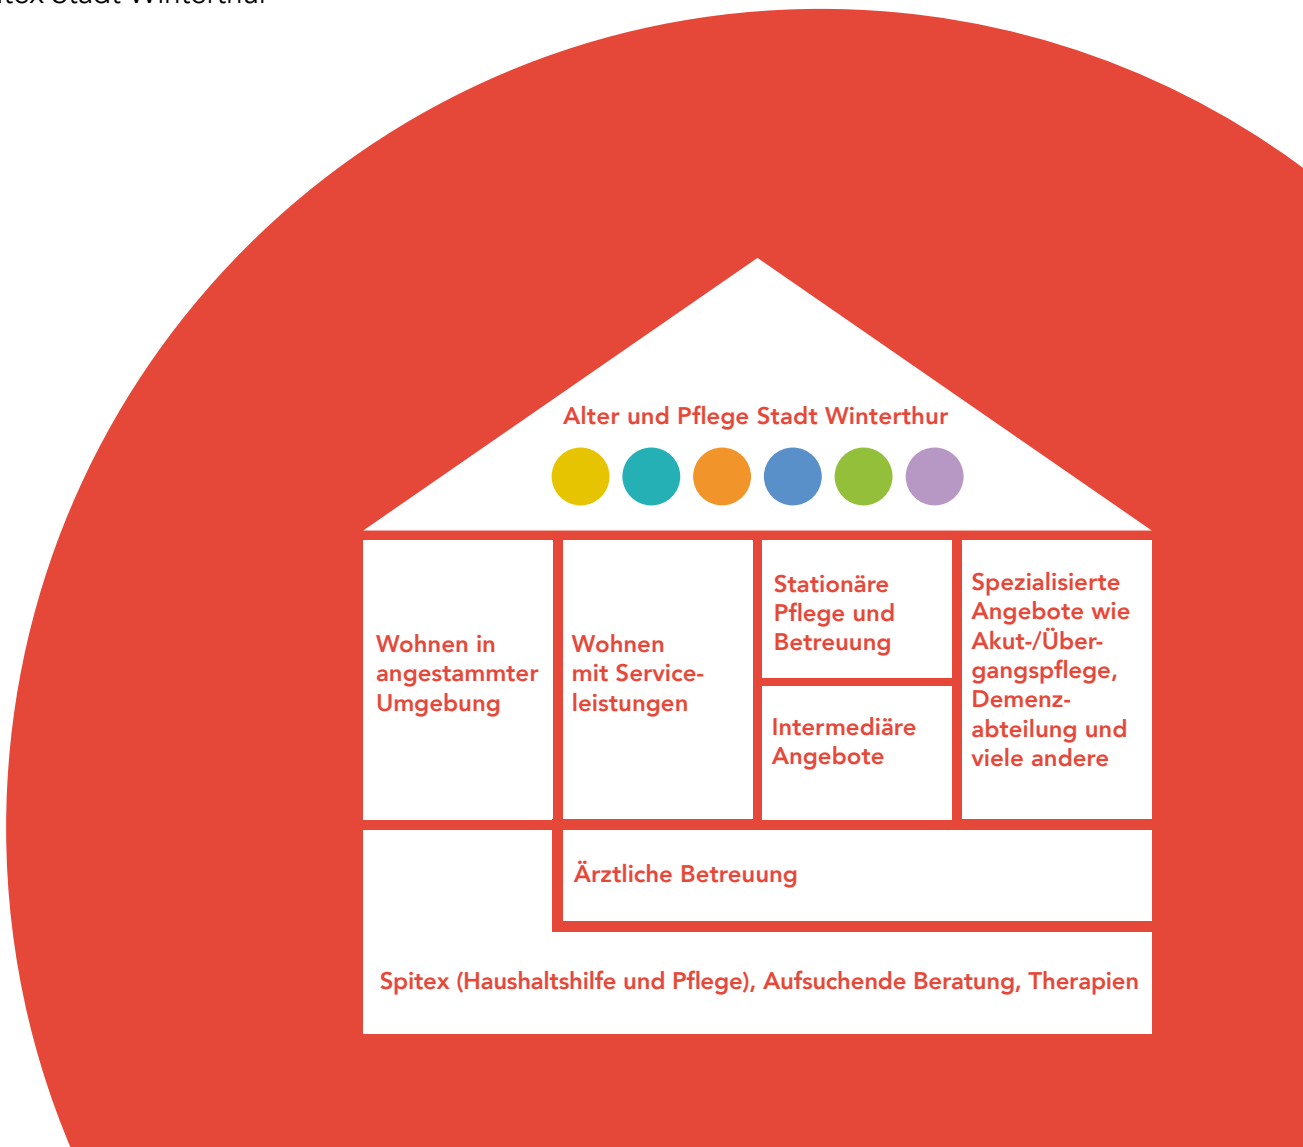 Stadt Winterthur
Alter und Pflege Stadt Winterthur
Wohnen in
angestammter
Umgebung
Wohnen
mit Service-
leistungen
Stationäre
Pflege und
Betreuung
Intermediäre
Angebote
Spezialisierte
Angebote wie
Akut-/Über-
gangspflege,
Demenz-
abteilung und
viele andere
Ärztliche Betreuung
Spitex (Haushaltshilfe und Pflege), Aufsuchende Beratung, Therapien